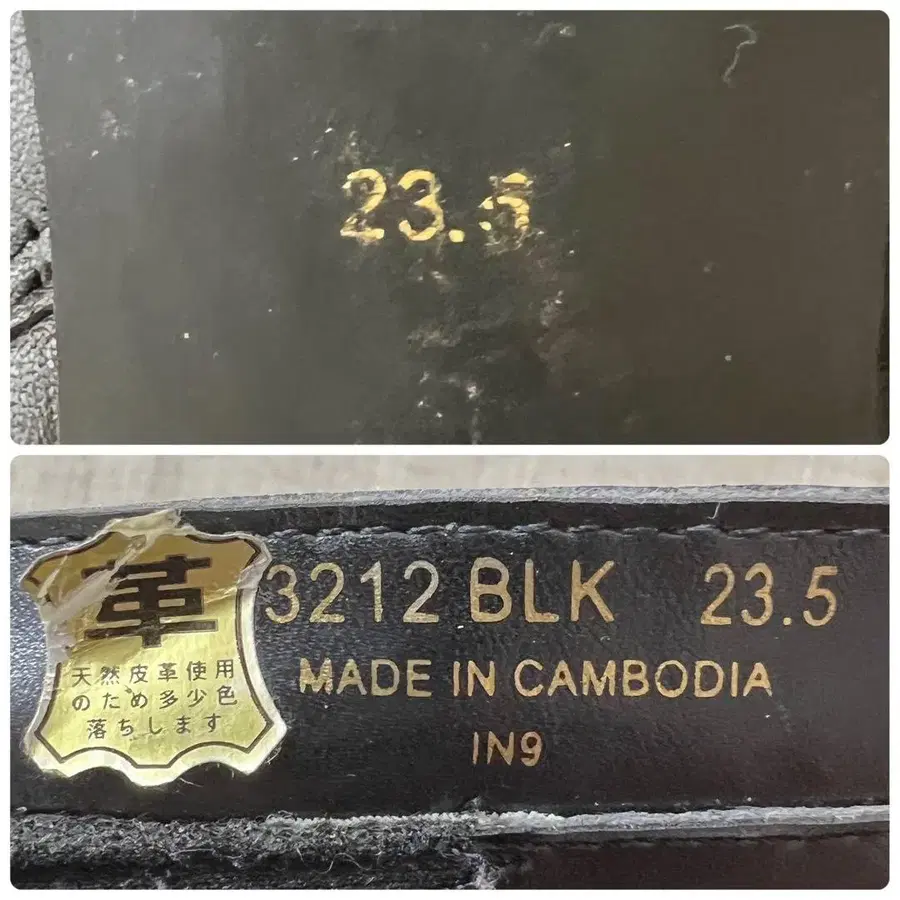 23.5
革
天然皮革使用
のため多少色
落ちします
3212 BLK 23.5
MADE IN CAMBODIA
IN9